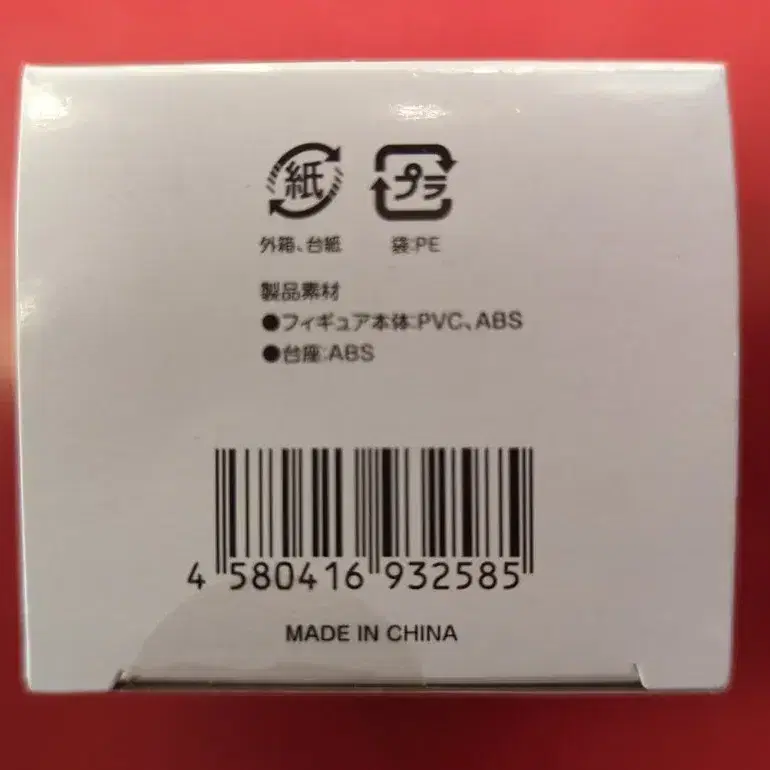 紙 プラ
外箱、台紙 袋:PE
製品素材
●フィギュア本体:PVC、ABS
●台座:ABS
4 580416 932585
MADE IN CHINA